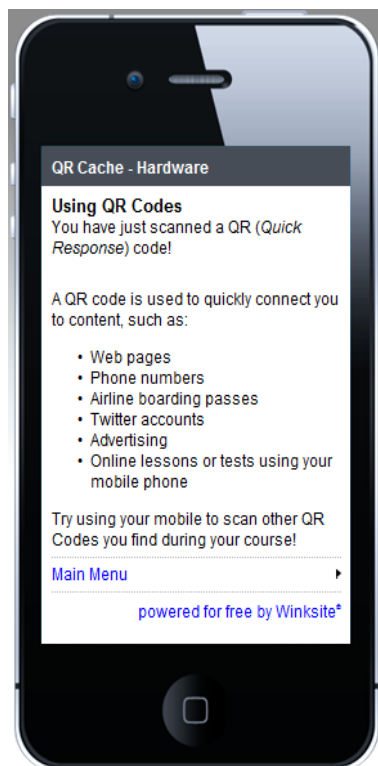 QR Cache - Hardware
Using QR Codes
You have just scanned a QR (Quick
Response) code!
A QR code is used to quickly connect you
to content, such as:
• Web pages
• Phone numbers
• Airline boarding passes
• Twitter accounts
• Advertising
• Online lessons or tests using your
mobile phone
Try using your mobile to scan other QR
Codes you find during your course!
Main Menu
powered for free by Winksite®